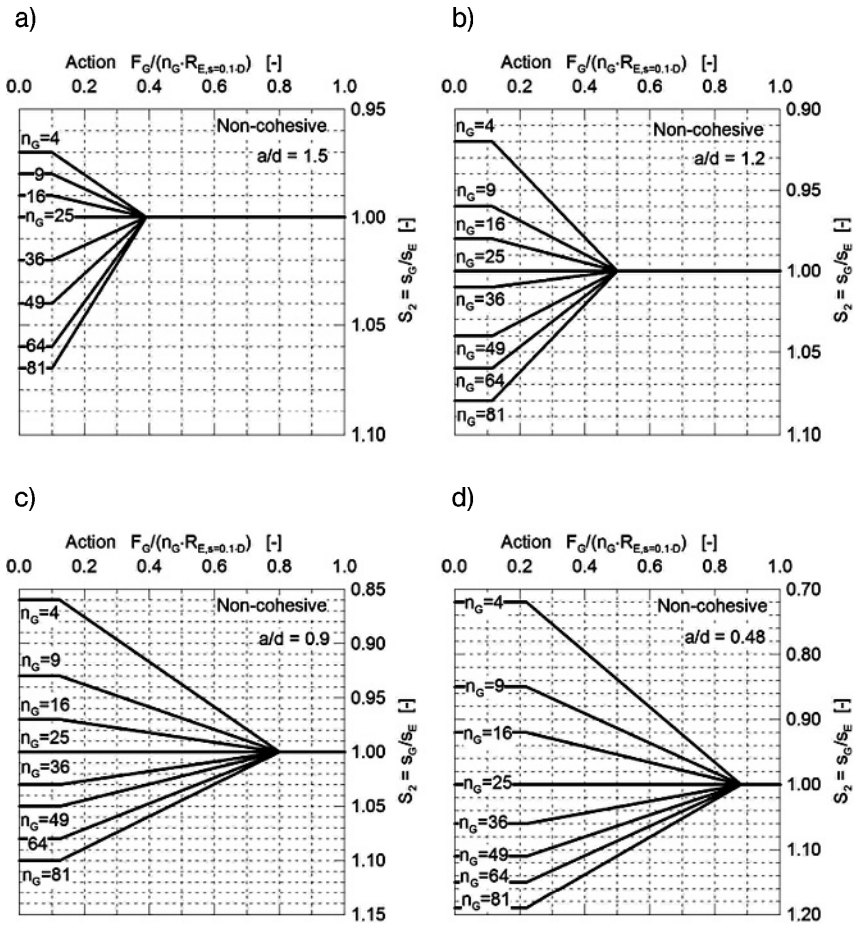 a)
Action F_G/(n_G·R_E,s=0.1·D) [-]
0.0 0.2 0.4 0.6 0.8 1.0
0.95
1.00
1.05
1.10
S_2 = s_G/s_E [-]
Non-cohesive
a/d = 1.5
n_G=4
9
16
n_G=25
36
49
64
81
b)
Action F_G/(n_G·R_E,s=0.1·D) [-]
0.0 0.2 0.4 0.6 0.8 1.0
0.90
0.95
1.00
1.05
1.10
S_2 = s_G/s_E [-]
Non-cohesive
a/d = 1.2
n_G=4
n_G=9
n_G=16
n_G=25
n_G=36
n_G=49
n_G=64
n_G=81
c)
Action F_G/(n_G·R_E,s=0.1·D) [-]
0.0 0.2 0.4 0.6 0.8 1.0
0.85
0.90
0.95
1.00
1.05
1.10
1.15
S_2 = s_G/s_E [-]
Non-cohesive
a/d = 0.9
n_G=4
n_G=9
n_G=16
n_G=25
n_G=36
n_G=49
64
n_G=81
d)
Action F_G/(n_G·R_E,s=0.1·D) [-]
0.0 0.2 0.4 0.6 0.8 1.0
0.70
0.80
0.90
1.00
1.10
1.20
S_2 = s_G/s_E [-]
Non-cohesive
a/d = 0.48
n_G=4
n_G=9
n_G=16
n_G=25
n_G=36
n_G=49
n_G=64
n_G=81